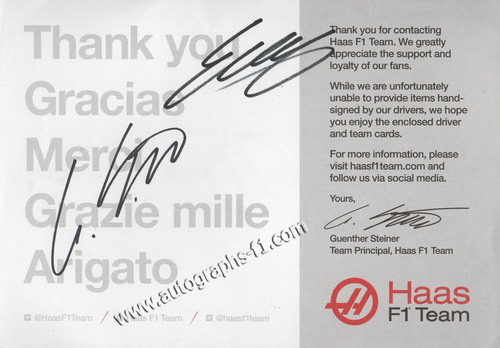 Thank you
Gracias
Merci
Grazie mille
Arigato
@HaasF1Team / Haas F1 Team / @haasf1team
www.autographs-f1.com
Thank you for contacting
Haas F1 Team. We greatly
appreciate the support and
loyalty of our fans.
While we are unfortunately
unable to provide items hand-
signed by our drivers, we hope
you enjoy the enclosed driver
and team cards.
For more information, please
visit haasf1team.com and
follow us via social media.
Yours,
Guenther Steiner
Team Principal, Haas F1 Team
Haas
F1 Team